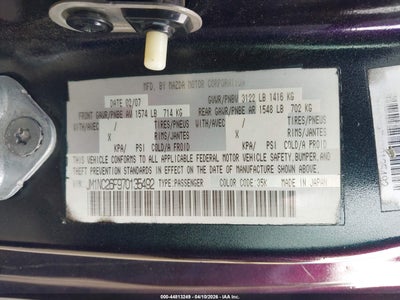 MFD. BY MAZDA MOTOR CORPORATION
DATE 02/07 GVWR/PNBV 3122 LB 1416 KG
FRONT GAWR/PNBE AV 1574 LB 714 KG REAR GAWR/PNBE AR 1548 LB 702 KG
WITH/AVEC / TIRES/PNEUS WITH/AVEC / TIRES/PNEUS
X RIMS/JANTES X RIMS/JANTES
/ KPA/ PSI COLD/A FROID / KPA/ PSI COLD/A FROID
THIS VEHICLE CONFORMS TO ALL APPLICABLE FEDERAL MOTOR VEHICLE SAFETY, BUMPER, AND
THEFT PREVENTION STANDARDS IN EFFECT ON THE DATE OF MANUFACTURE SHOWN ABOVE.
JM1NC26F970135492 TYPE PASSENGER COLOR CODE 35K MADE IN JAPAN
000-44813249 - 04/10/2026 - IAA Inc.